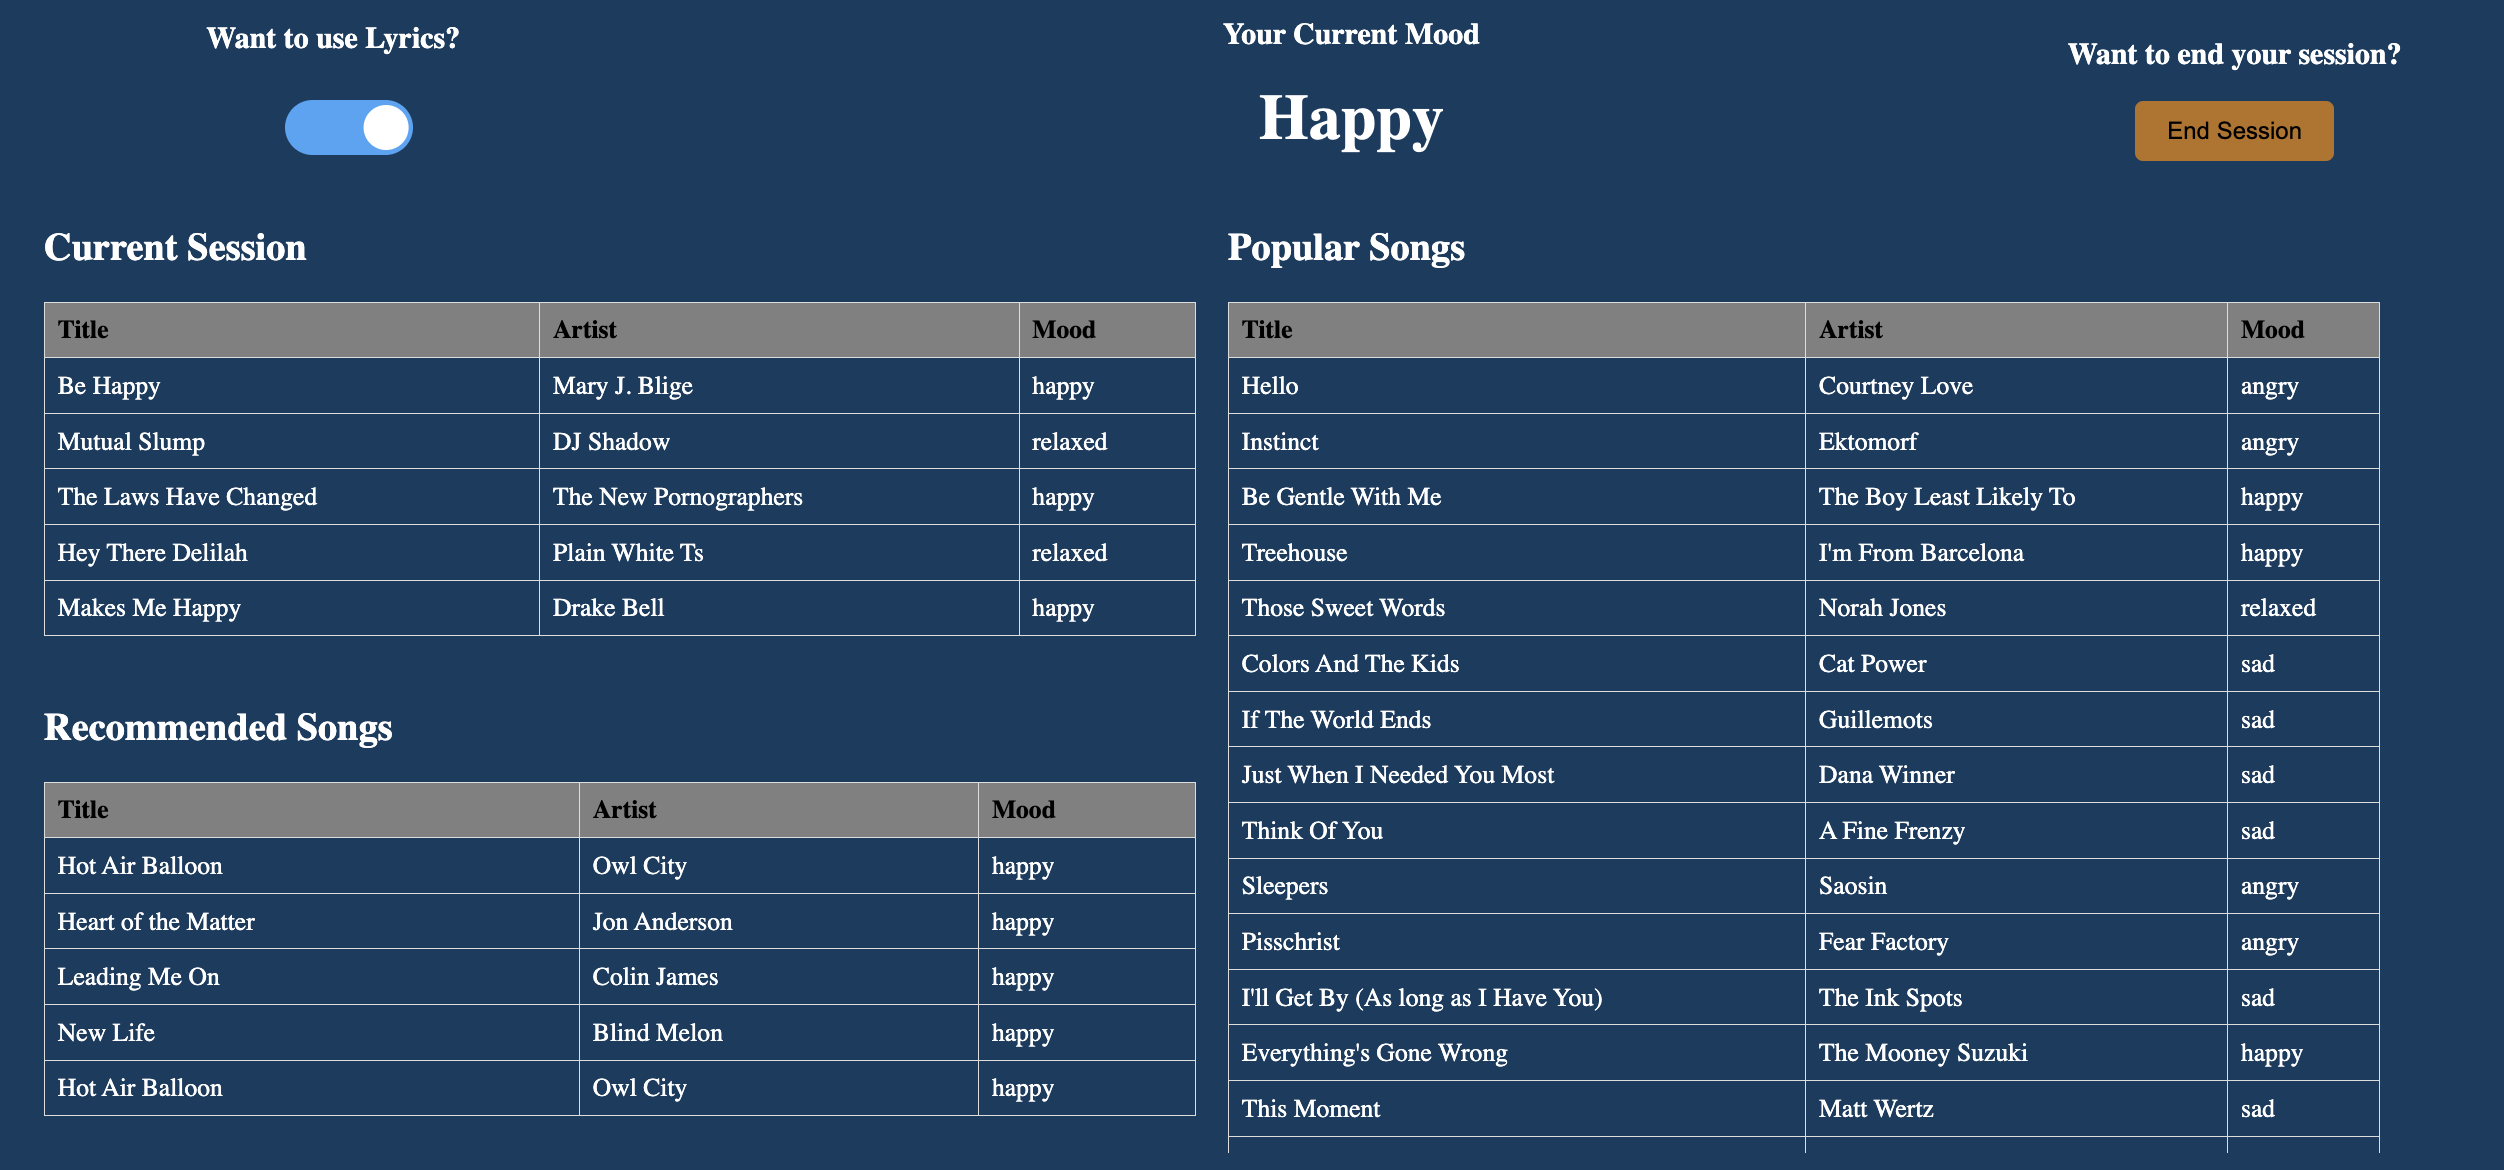 Want to use Lyrics?
Your Current Mood
Happy
Want to end your session?
End Session
Current Session
Title Artist Mood
Be Happy Mary J. Blige happy
Mutual Slump DJ Shadow relaxed
The Laws Have Changed The New Pornographers happy
Hey There Delilah Plain White Ts relaxed
Makes Me Happy Drake Bell happy
Recommended Songs
Title Artist Mood
Hot Air Balloon Owl City happy
Heart of the Matter Jon Anderson happy
Leading Me On Colin James happy
New Life Blind Melon happy
Hot Air Balloon Owl City happy
Popular Songs
Title Artist Mood
Hello Courtney Love angry
Instinct Ektomorf angry
Be Gentle With Me The Boy Least Likely To happy
Treehouse I'm From Barcelona happy
Those Sweet Words Norah Jones relaxed
Colors And The Kids Cat Power sad
If The World Ends Guillemots sad
Just When I Needed You Most Dana Winner sad
Think Of You A Fine Frenzy sad
Sleepers Saosin angry
Pisschrist Fear Factory angry
I'll Get By (As long as I Have You) The Ink Spots sad
Everything's Gone Wrong The Mooney Suzuki happy
This Moment Matt Wertz sad